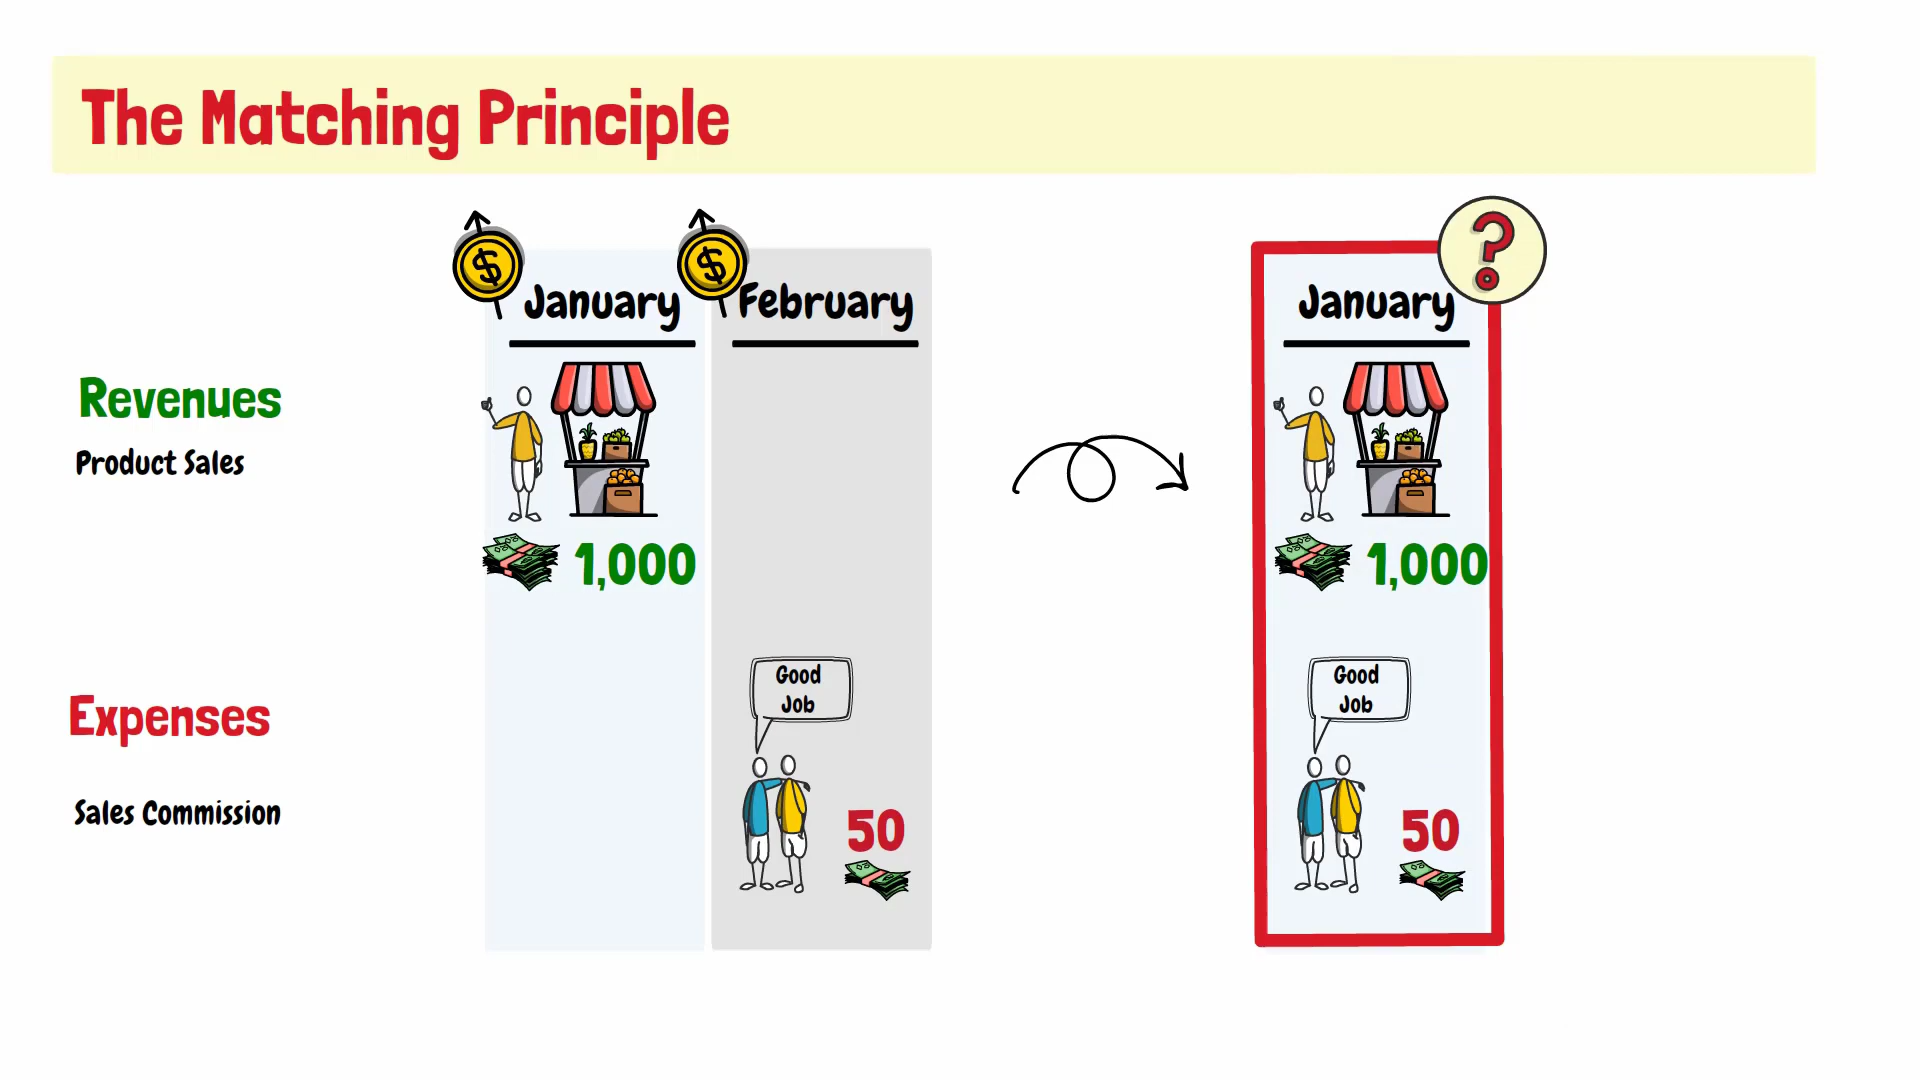 The Matching Principle
January
February
January
?
Revenues
Product Sales
$
$
1,000
1,000
Good
Job
Good
Job
Expenses
Sales Commission
50
50